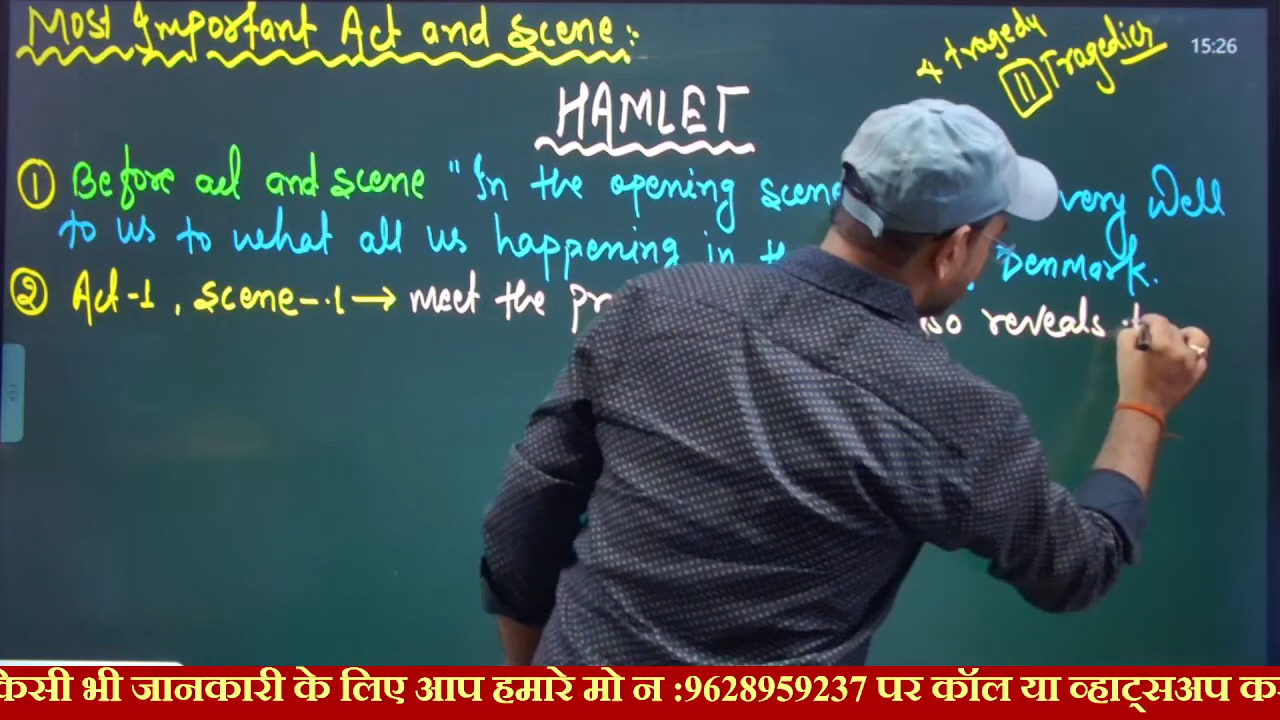 Most Important Act and Scene:-
4 tragedy
11 Tragedies
15:26
HAMLET
① Before act and scene "In the opening scene very Well
to us to what all us happening in Denmark.
② Act-1, scene-1 → meet the reveals
किसी भी जानकारी के लिए आप हमारे मो न :9628959237 पर कॉल या व्हाट्सअप